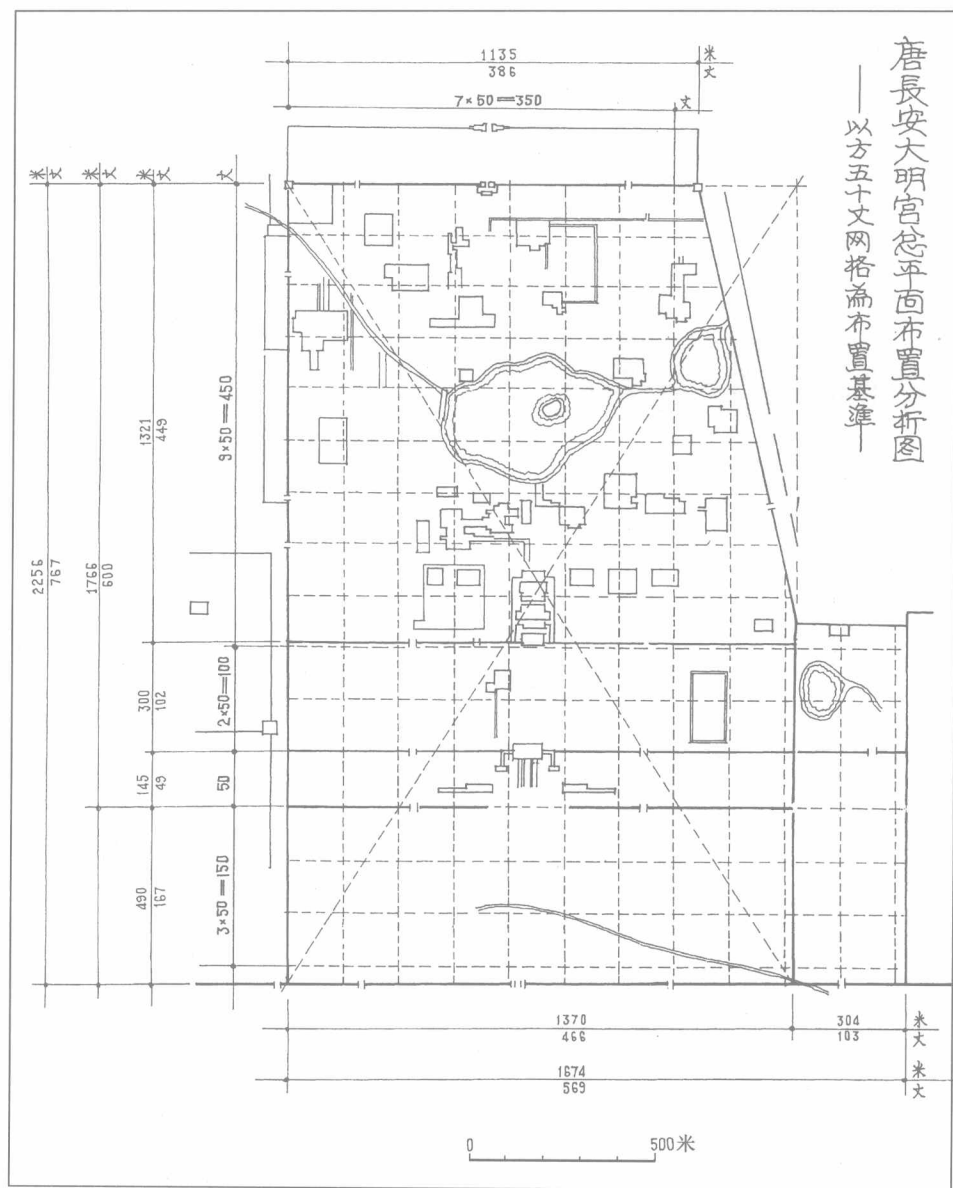 唐長安大明宫总平面布置分析图
——以方五十丈网格為布置基準——
1135
米
386
丈
7×50=350
丈
米
丈
米
丈
米
丈
丈
2256
767
1766
600
1321
449
9×50=450
300
102
2×50=100
145
49
50
490
167
3×50=150
1370
304
米
466
103
丈
1674
米
569
丈
0
500米